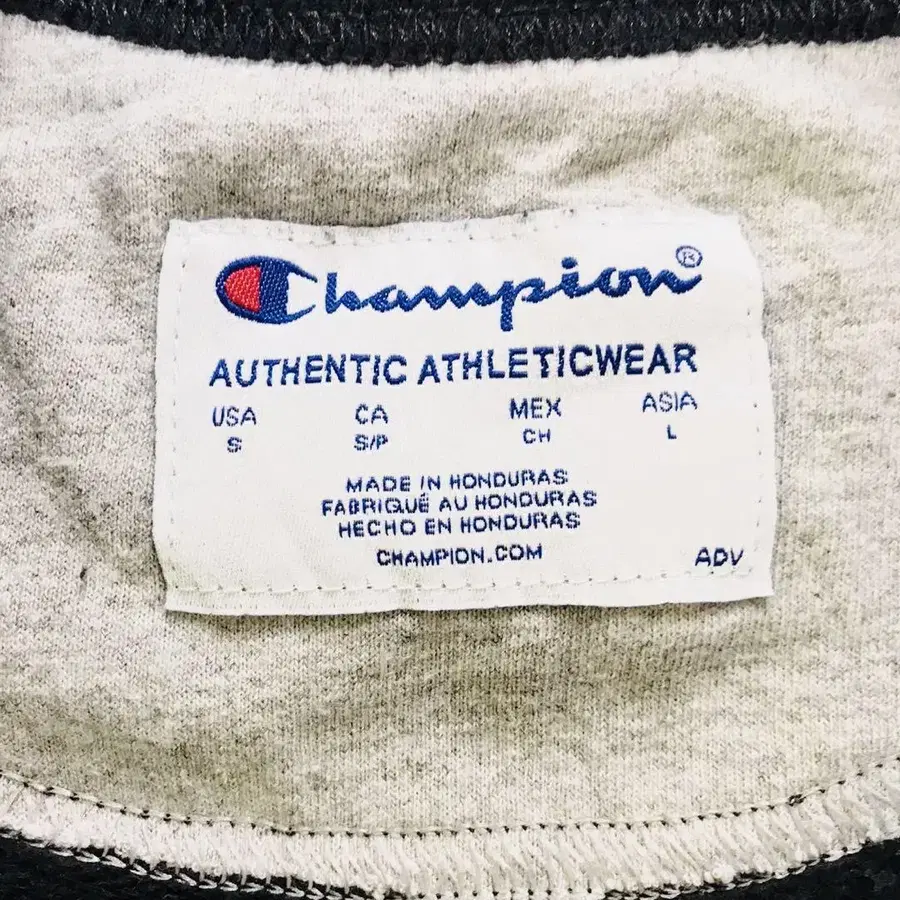 Champion®
AUTHENTIC ATHLETICWEAR
USA CA MEX ASIA
S S/P CH L
MADE IN HONDURAS
FABRIQUÉ AU HONDURAS
HECHO EN HONDURAS
CHAMPION.COM
ADV